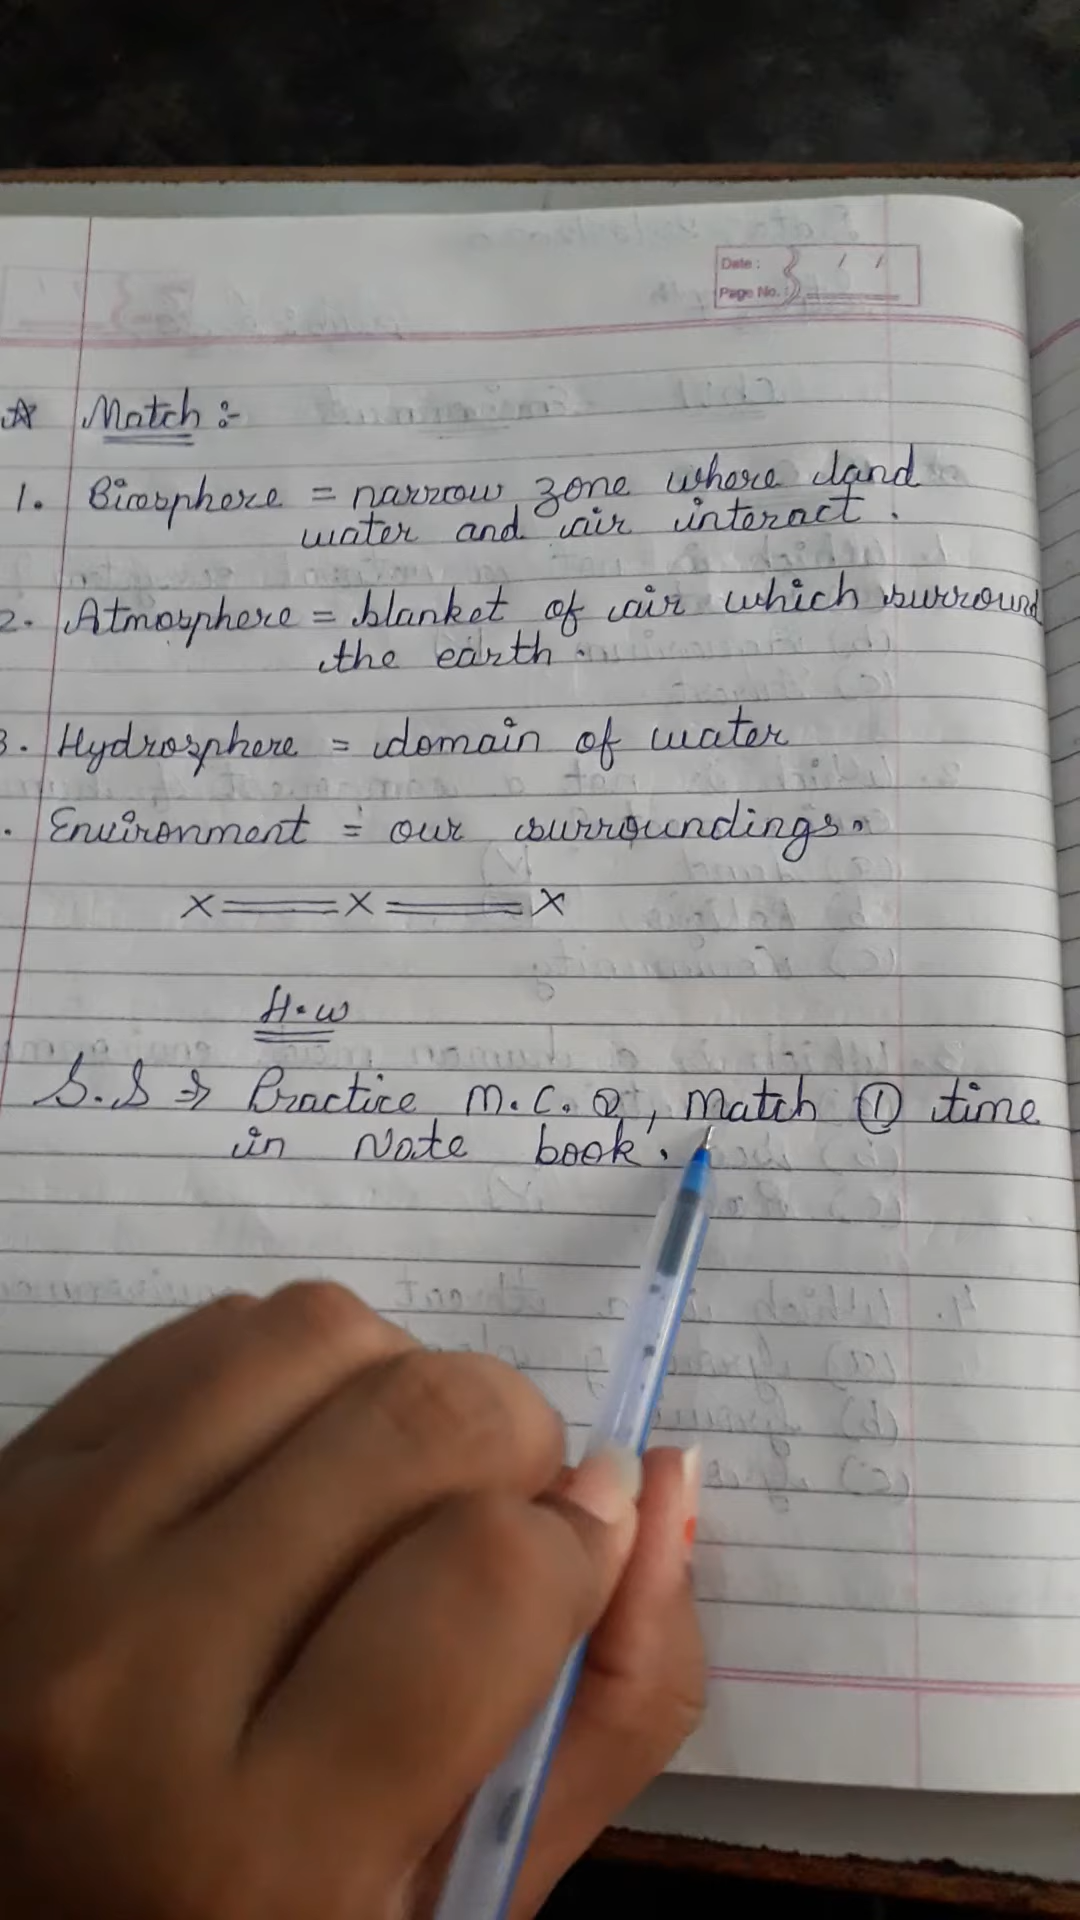 Date : / /
Page No. :
☆ Match :-
1. Biosphere = narrow zone where land
water and air interact.
2. Atmosphere = blanket of air which surround
the earth.
3. Hydrosphere = domain of water
. Environment = our surroundings.
X ═══ X ═══ X
H.w
S.S ⇒ Practice M.C.Q, Match ① time
in Note book.